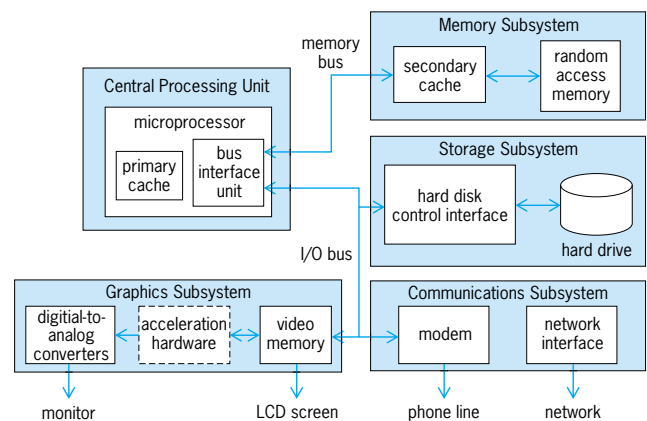 Memory Subsystem
memory
bus
secondary
cache
random
access
memory
Central Processing Unit
microprocessor
primary
cache
bus
interface
unit
Storage Subsystem
hard disk
control interface
hard drive
I/O bus
Graphics Subsystem
digitial-to-
analog
converters
acceleration
hardware
video
memory
Communications Subsystem
modem
network
interface
monitor
LCD screen
phone line
network